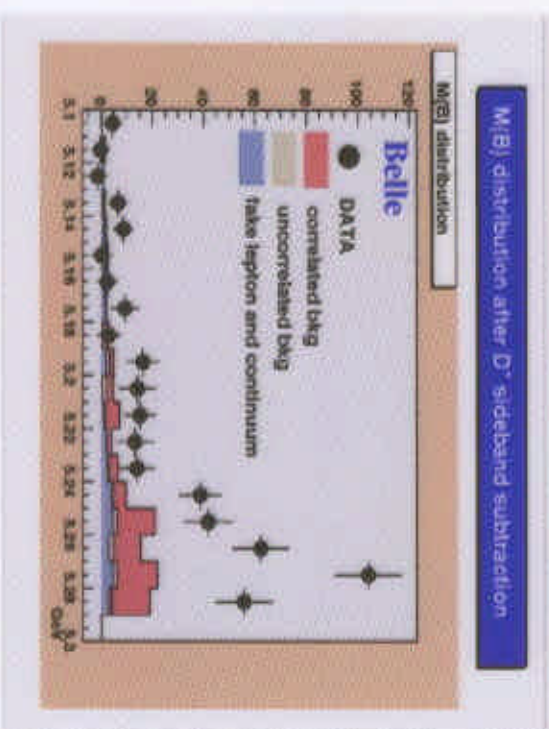 M(B) distribution after D* sideband subtraction
M(B) distribution
120
100
80
60
40
20
0
Belle
DATA
correlated bkg
uncorrelated bkg
fake lepton and continuum
5.1
5.12
5.14
5.16
5.18
5.2
5.22
5.24
5.26
5.28
5.3
GeV